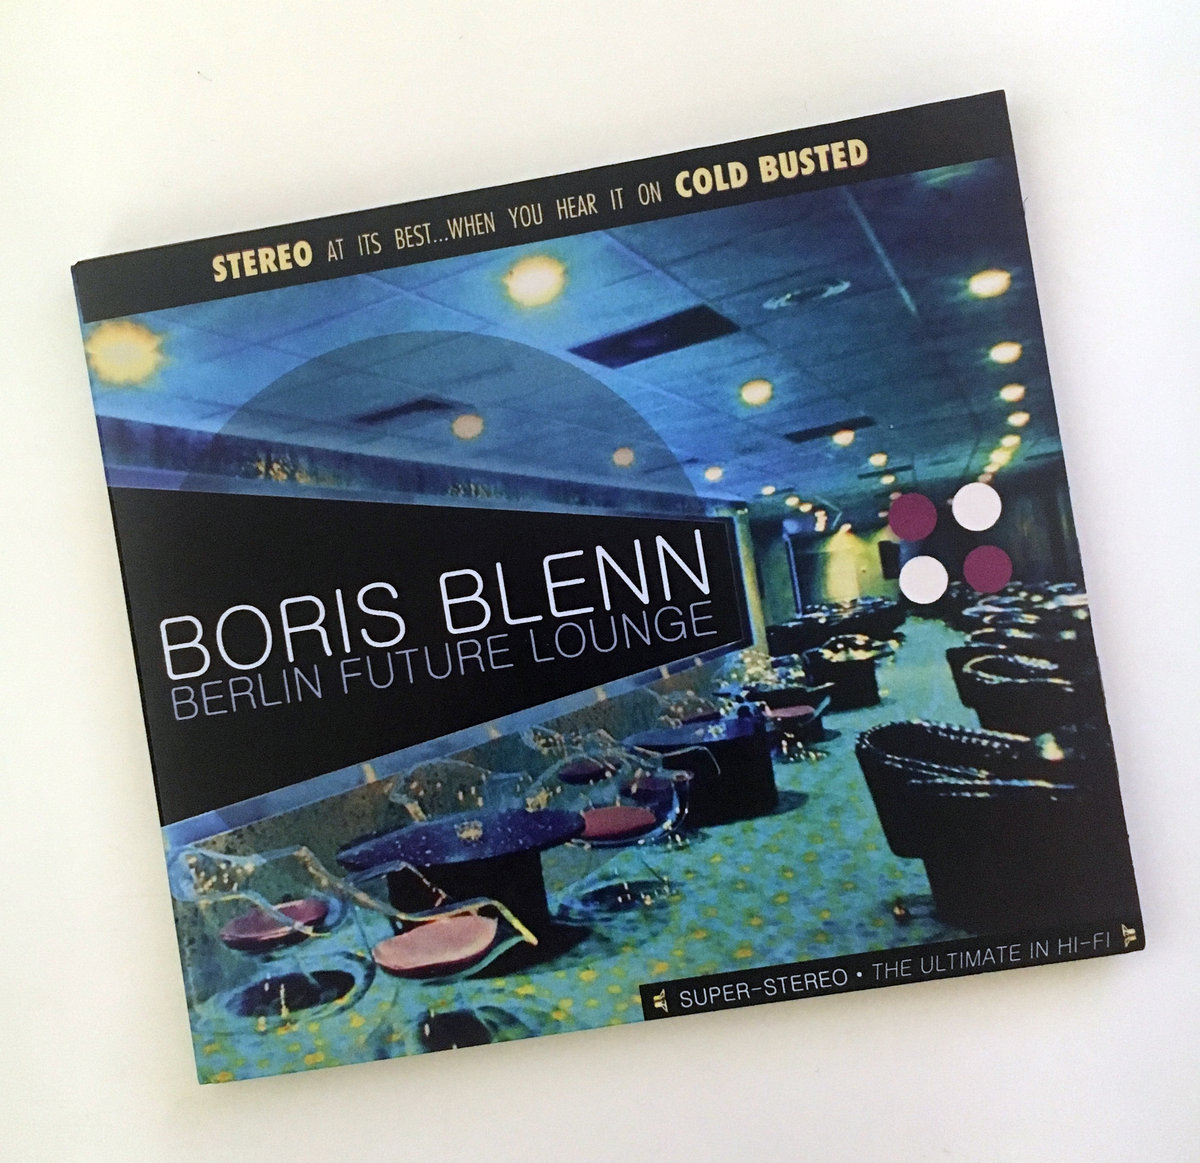 STEREO AT ITS BEST...WHEN YOU HEAR IT ON COLD BUSTED
BORIS BLENN
BERLIN FUTURE LOUNGE
SUPER-STEREO • THE ULTIMATE IN HI-FI